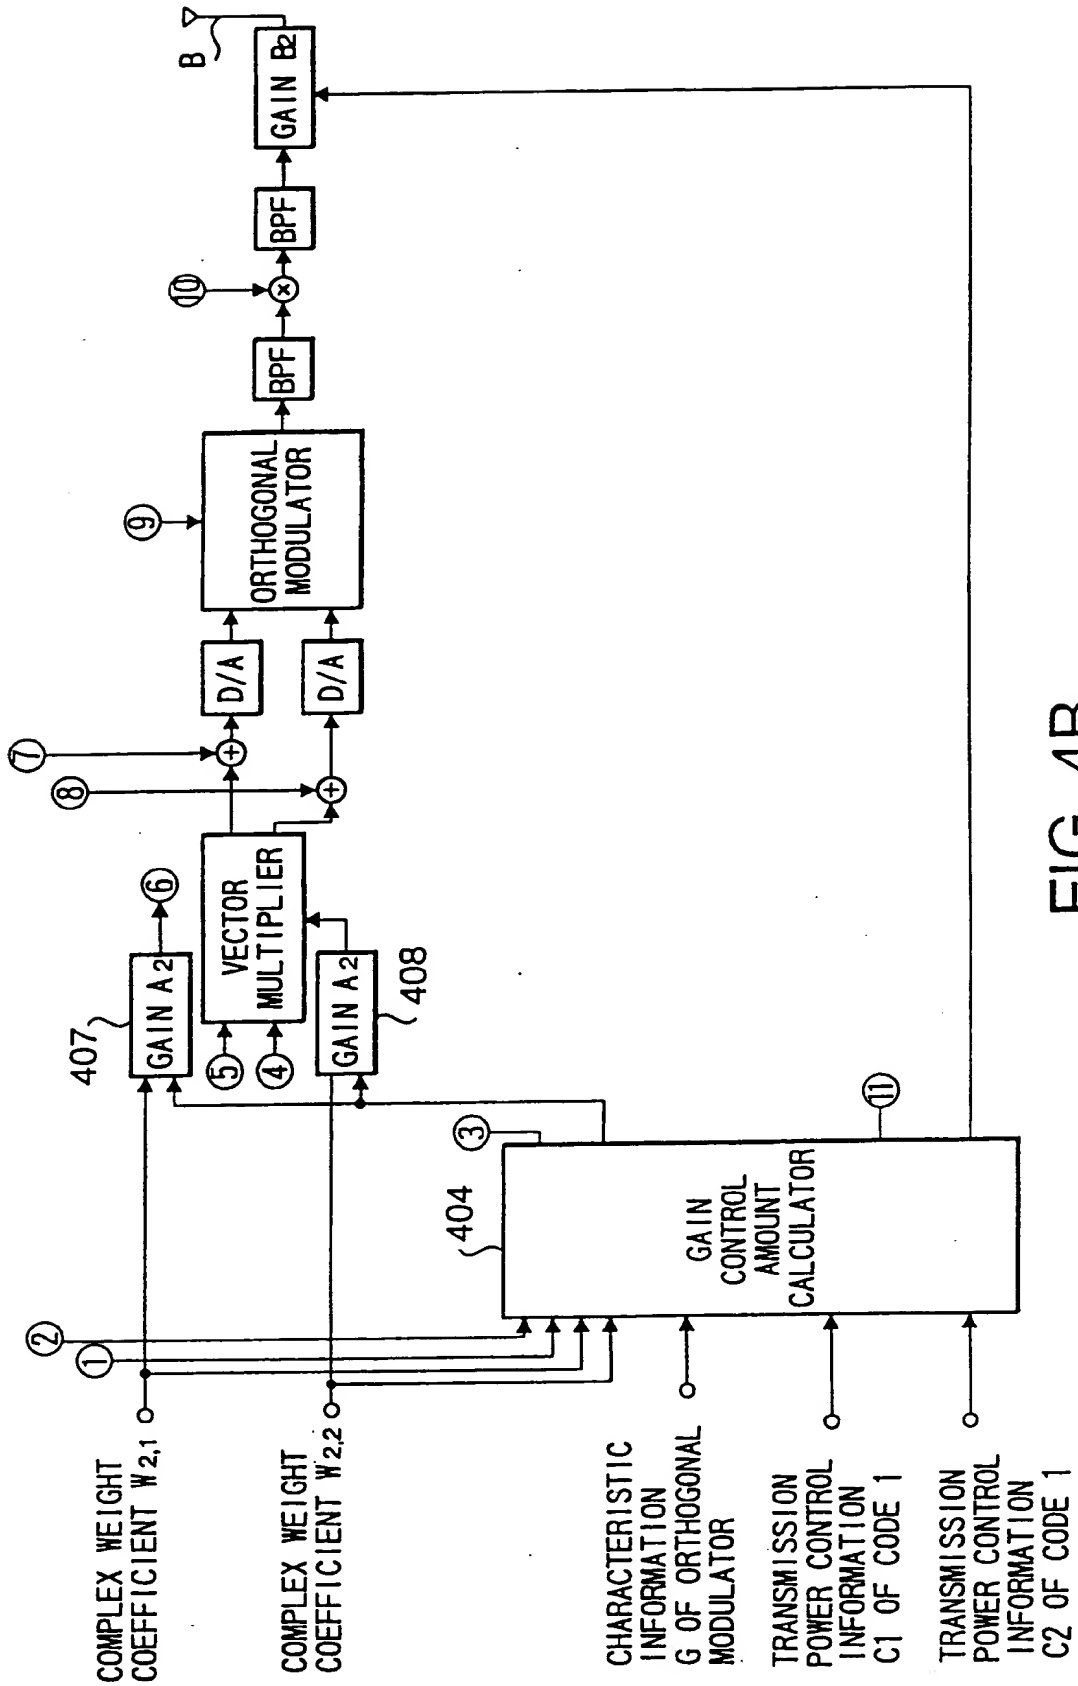 COMPLEX WEIGHT
COEFFICIENT W2,1
COMPLEX WEIGHT
COEFFICIENT W2,2
CHARACTERISTIC
INFORMATION
G OF ORTHOGONAL
MODULATOR
TRANSMISSION
POWER CONTROL
INFORMATION
C1 OF CODE 1
TRANSMISSION
POWER CONTROL
INFORMATION
C2 OF CODE 1
②
①
404
GAIN
CONTROL
AMOUNT
CALCULATOR
③
⑪
407
GAIN A2
⑥
⑤
④
VECTOR
MULTIPLIER
GAIN A2
408
⑦
⑧
+
+
D/A
D/A
⑨
ORTHOGONAL
MODULATOR
BPF
⑩
×
BPF
GAIN B2
B
FIG. 4B